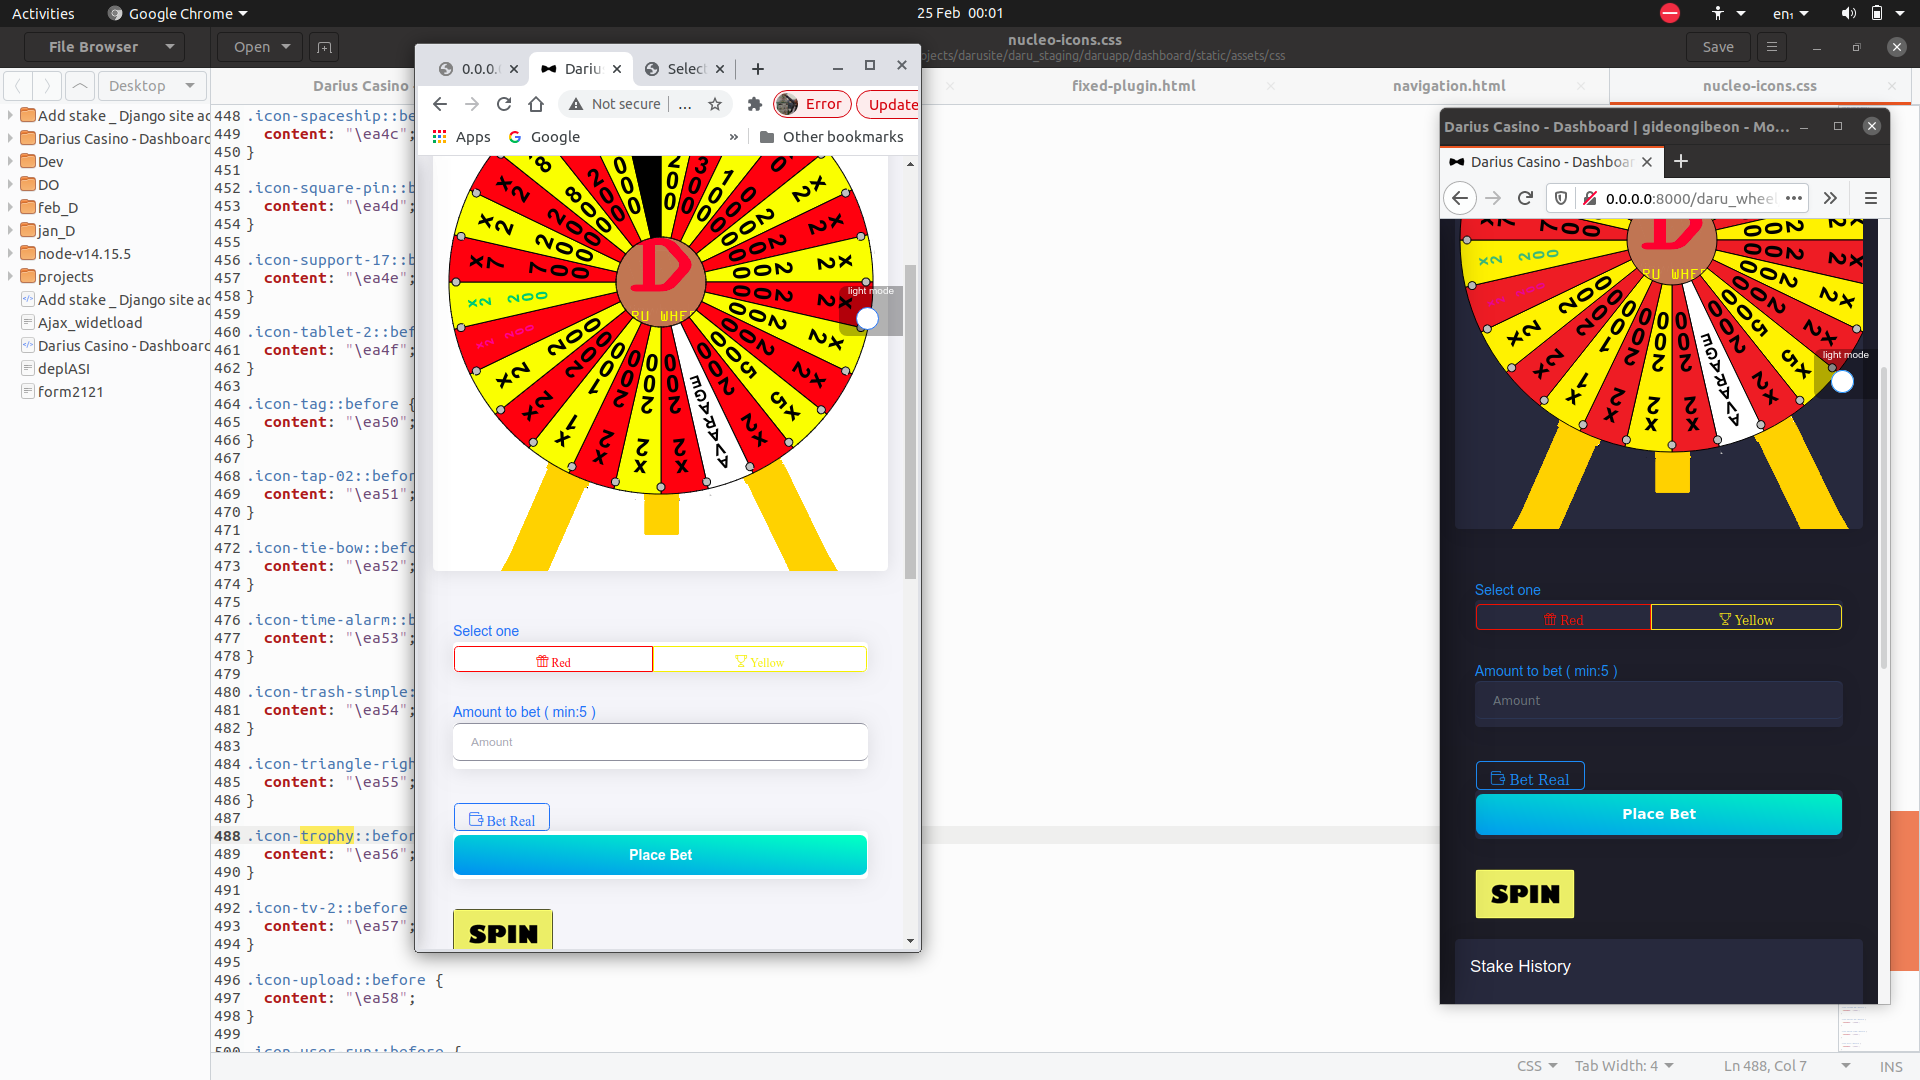 Activities
Google Chrome
25 Feb 00:01
en₁
File Browser
Open
nucleo-icons.css
ojects/darusite/daru_staging/daruapp/dashboard/static/assets/css
Save
Desktop
Darius Casino -
fixed-plugin.html
navigation.html
nucleo-icons.css
Add stake _ Django site ad
Darius Casino - Dashboard
Dev
DO
feb_D
jan_D
node-v14.15.5
projects
Add stake _ Django site ad
Ajax_widetload
Darius Casino - Dashboard
deplASI
form2121
448 .icon-spaceship::be
449 content: "\ea4c";
450 }
451
452 .icon-square-pin::b
453 content: "\ea4d";
454 }
455
456 .icon-support-17::b
457 content: "\ea4e";
458 }
459
460 .icon-tablet-2::bef
461 content: "\ea4f";
462 }
463
464 .icon-tag::before {
465 content: "\ea50";
466 }
467
468 .icon-tap-02::befor
469 content: "\ea51";
470 }
471
472 .icon-tie-bow::befo
473 content: "\ea52";
474 }
475
476 .icon-time-alarm::b
477 content: "\ea53";
478 }
479
480 .icon-trash-simple:
481 content: "\ea54";
482 }
483
484 .icon-triangle-righ
485 content: "\ea55";
486 }
487
488 .icon-trophy::befor
489 content: "\ea56";
490 }
491
492 .icon-tv-2::before
493 content: "\ea57";
494 }
495
496 .icon-upload::before {
497 content: "\ea58";
498 }
499
500 .icon-user-run::before {
CSS
Tab Width: 4
Ln 488, Col 7
INS
0.0.0.
Darius
Select
Not secure
...
Error
Update
Apps
Google
»
Other bookmarks
D
RU WHE
AVARAGE
light mode
Select one
Red
Yellow
Amount to bet ( min:5 )
Amount
Bet Real
Place Bet
SPIN
Darius Casino - Dashboard | gideongibeon - Mo...
Darius Casino - Dashboar
0.0.0.0:8000/daru_wheel
D
RU WHE
AVARAGE
light mode
Select one
Red
Yellow
Amount to bet ( min:5 )
Amount
Bet Real
Place Bet
SPIN
Stake History